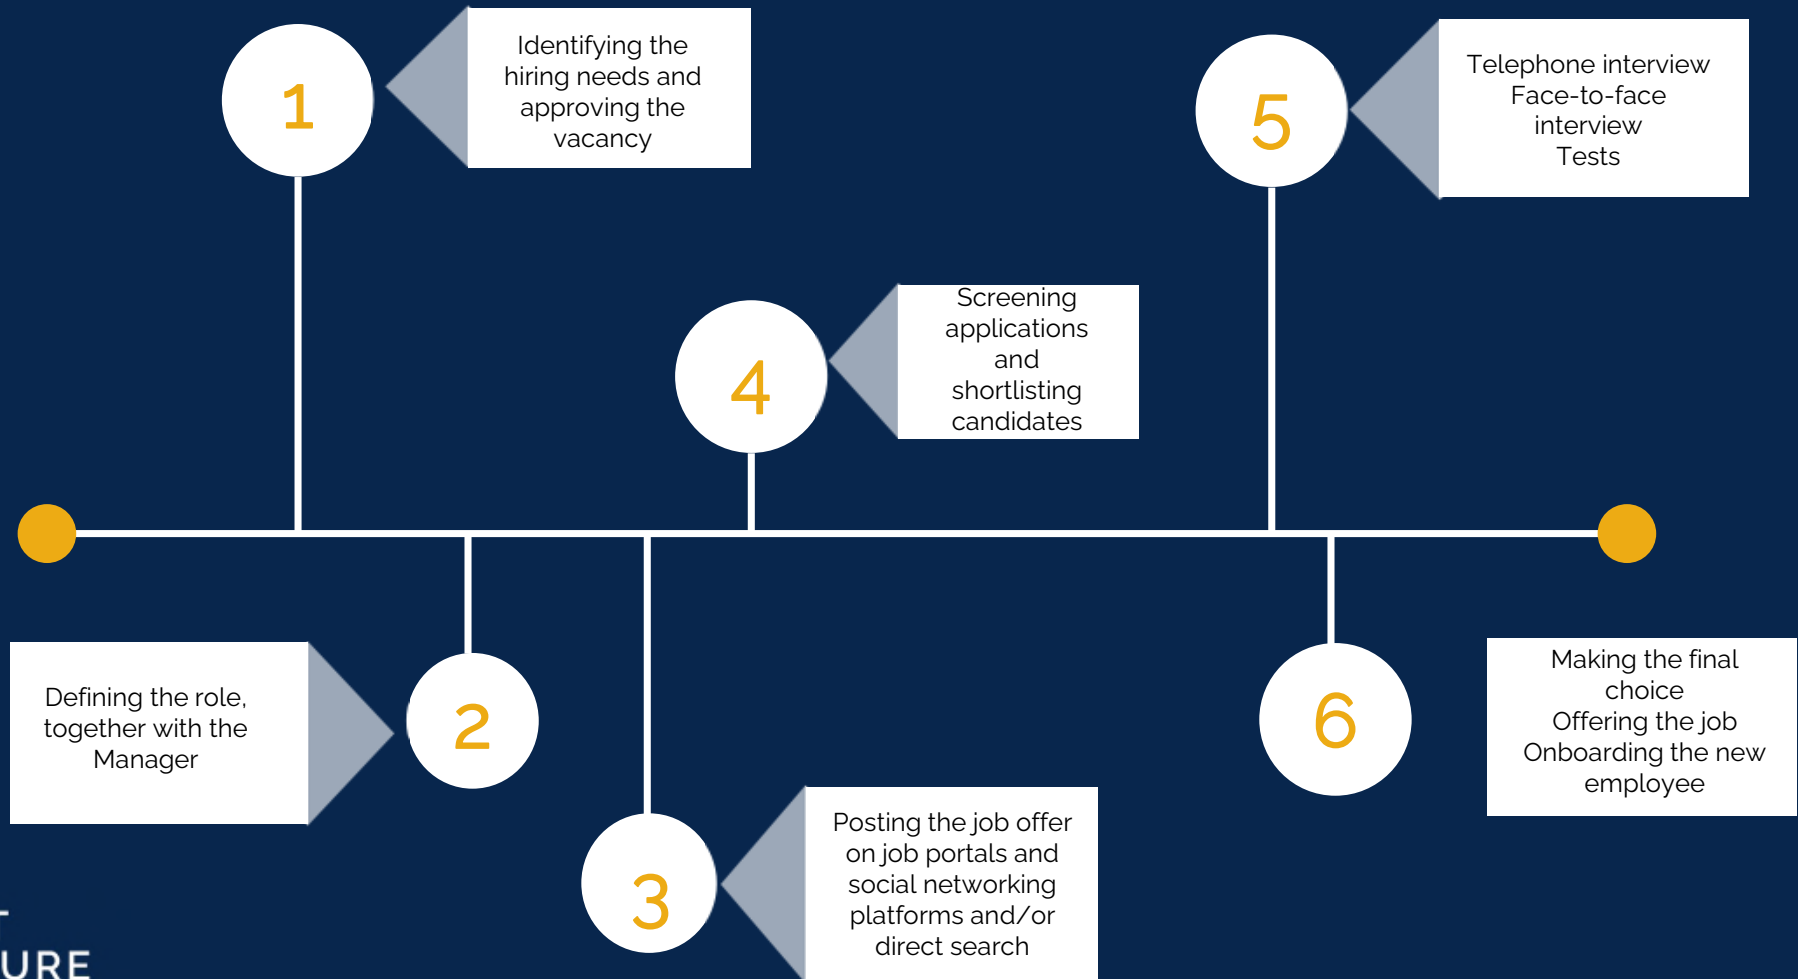 1
Identifying the
hiring needs and
approving the
vacancy
5
Telephone interview
Face-to-face
interview
Tests
4
Screening
applications
and
shortlisting
candidates
Defining the role,
together with the
Manager
2
6
Making the final
choice
Offering the job
Onboarding the new
employee
3
Posting the job offer
on job portals and
social networking
platforms and/or
direct search
URE